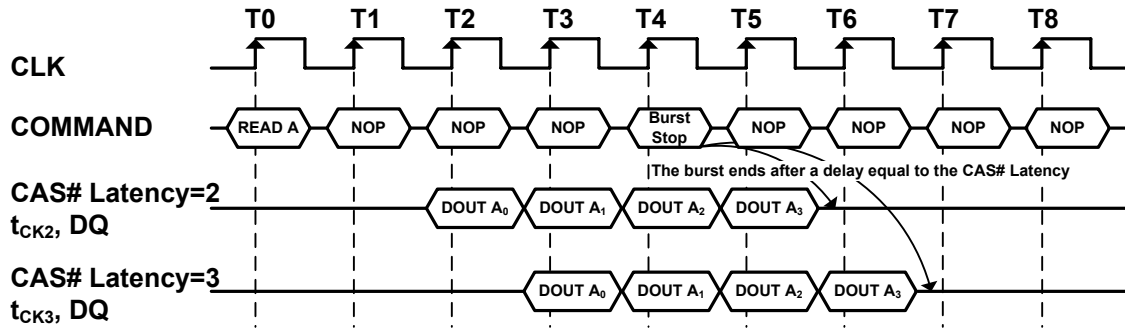 T0 T1 T2 T3 T4 T5 T6 T7 T8
CLK
COMMAND READ A NOP NOP NOP Burst Stop NOP NOP NOP NOP
The burst ends after a delay equal to the CAS# Latency
CAS# Latency=2
tCK2, DQ DOUT A0 DOUT A1 DOUT A2 DOUT A3
CAS# Latency=3
tCK3, DQ DOUT A0 DOUT A1 DOUT A2 DOUT A3